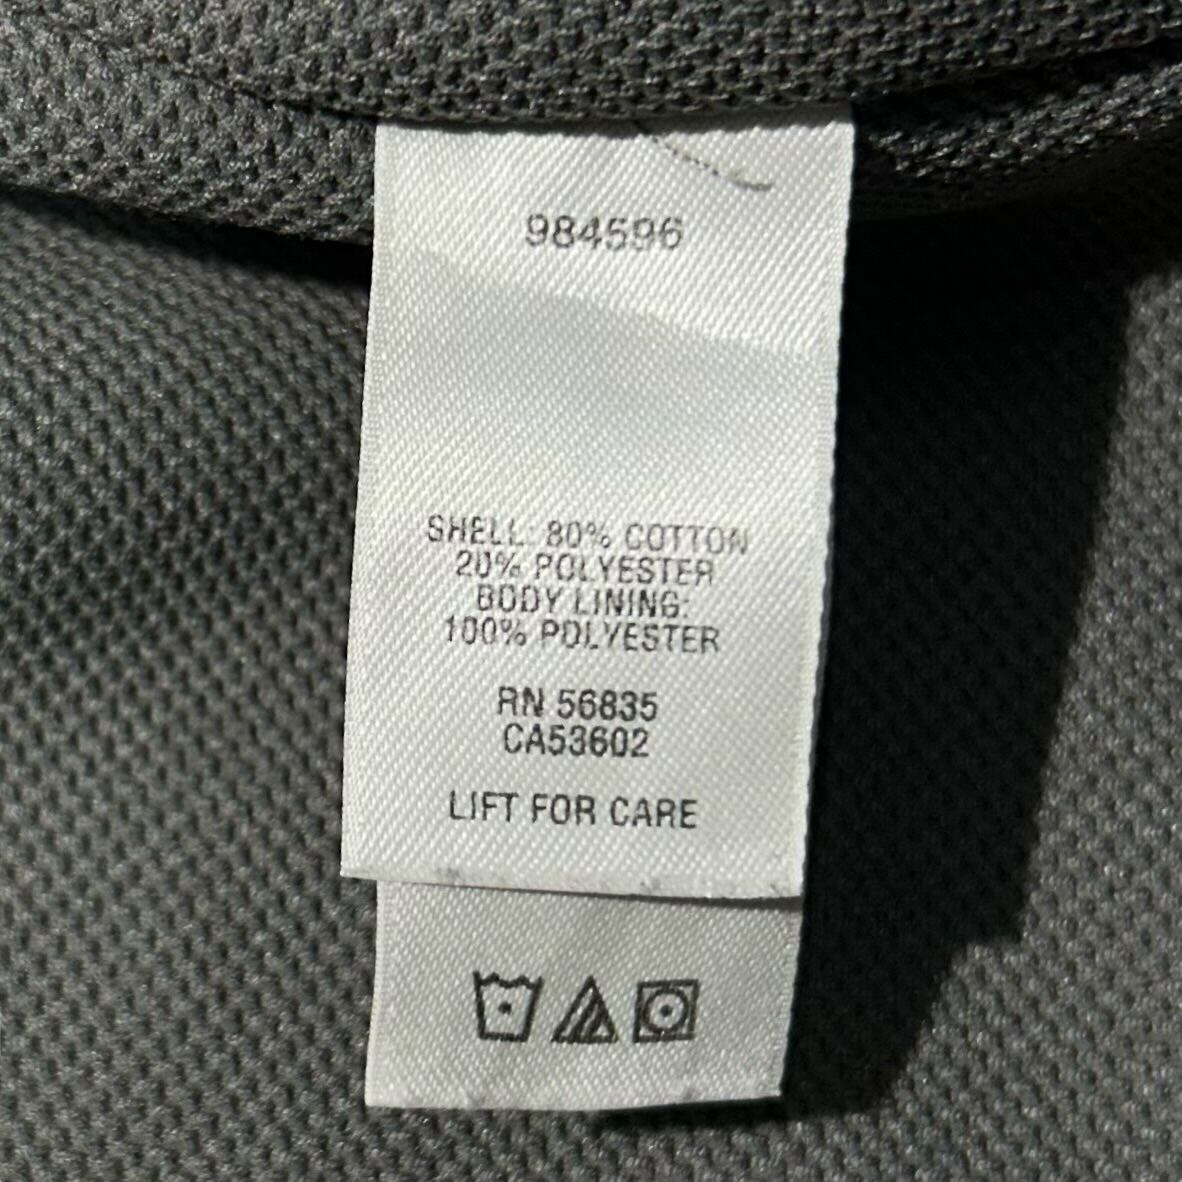 984596
SHELL: 80% COTTON
20% POLYESTER
BODY LINING:
100% POLYESTER
RN 56835
CA53602
LIFT FOR CARE